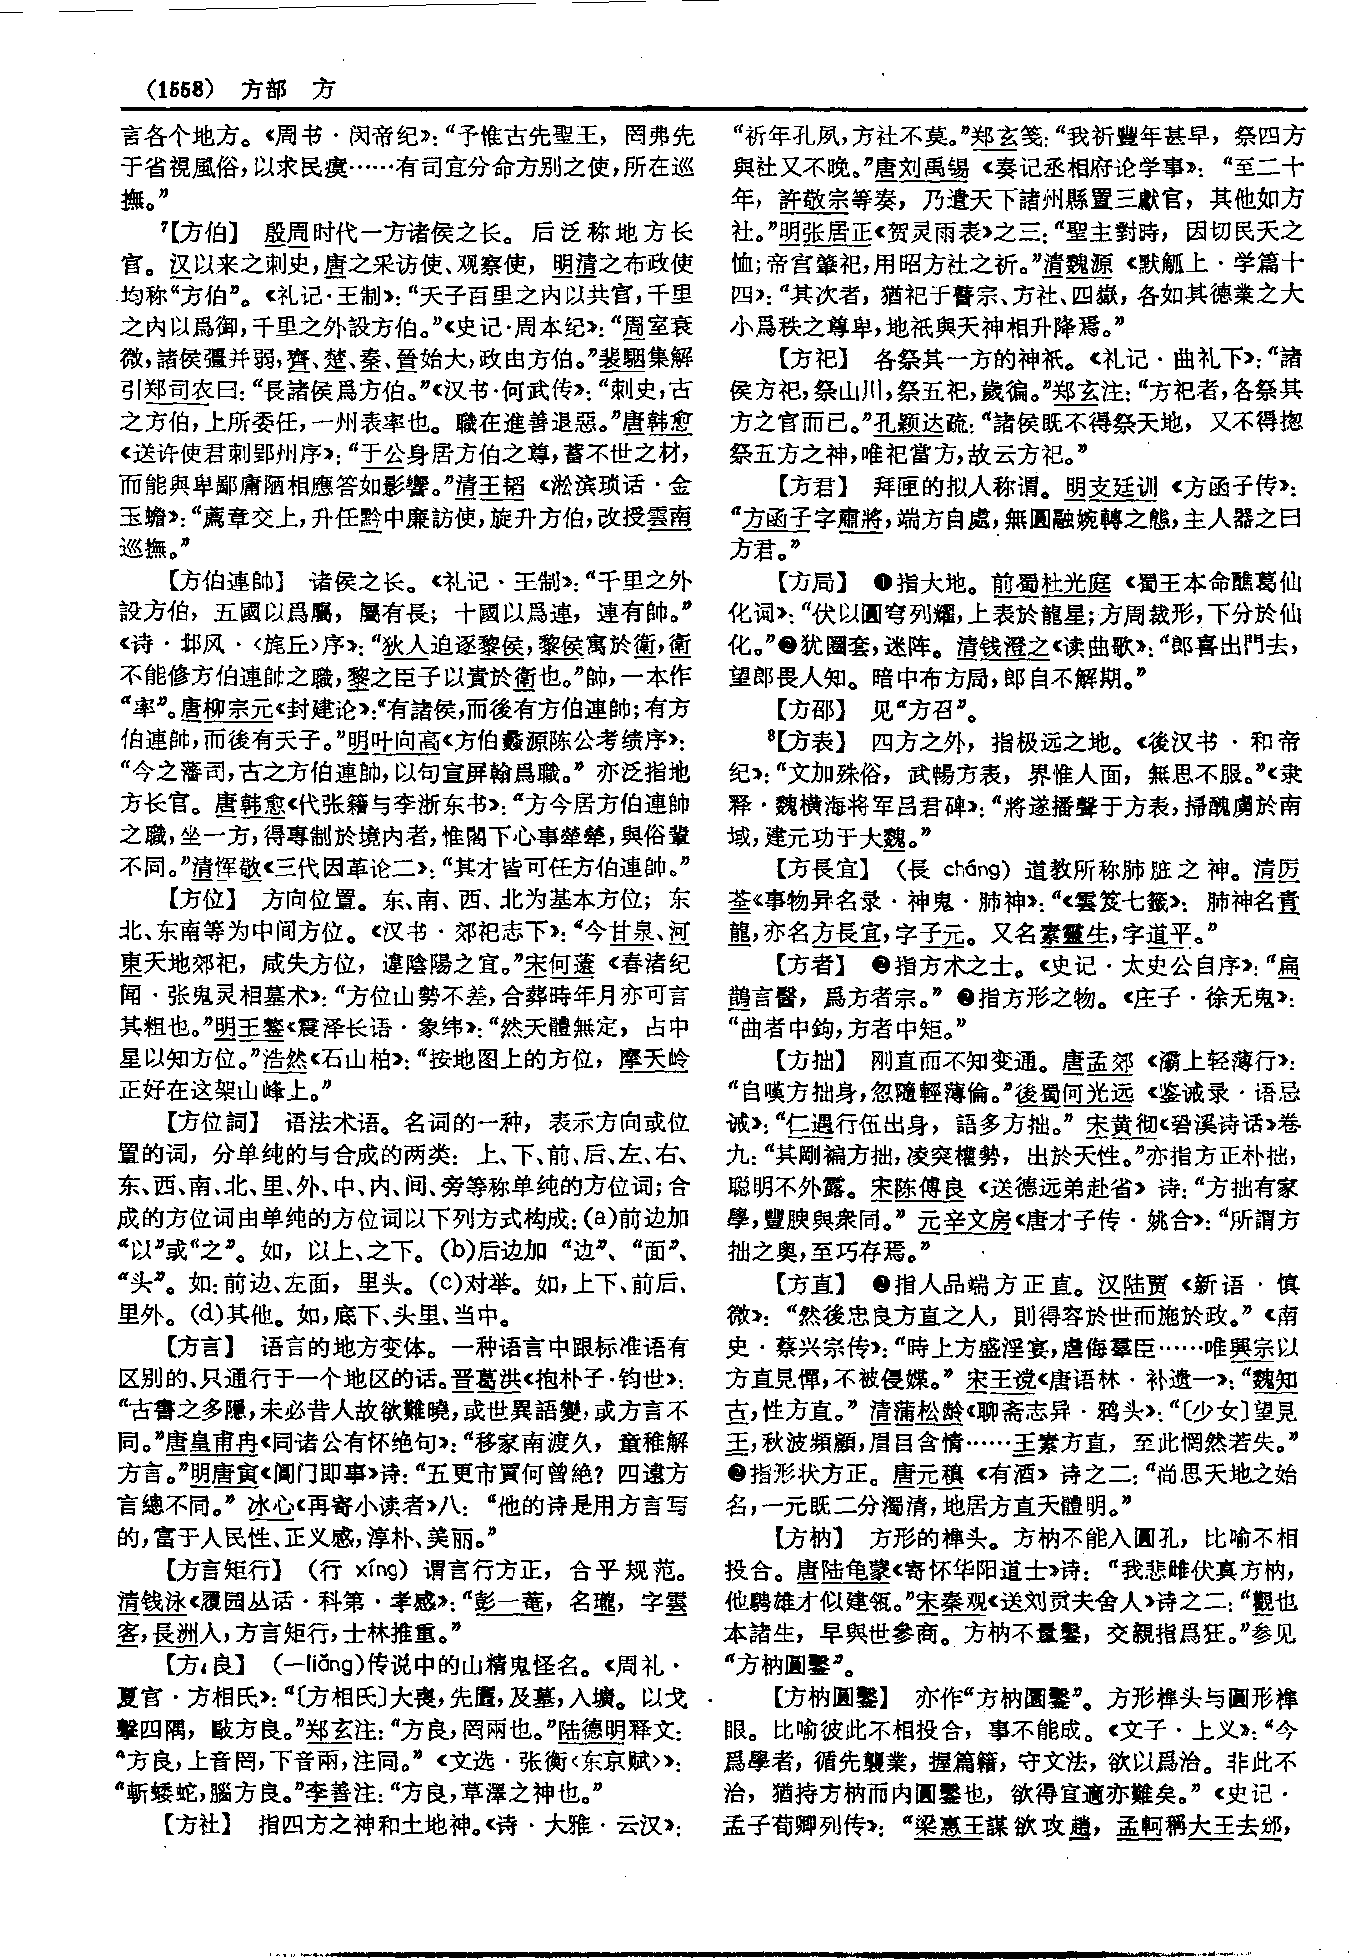 （1558） 方部 方
言各个地方。《周书·闵帝纪》：“予惟古先聖王，罔弗先
于省視風俗，以求民瘼……有司宜分命方别之使，所在巡
撫。”
7【方伯】 殷周时代一方诸侯之长。后泛称地方长
官。汉以来之刺史，唐之采访使、观察使，明清之布政使
均称“方伯”。《礼记·王制》：“天子百里之内以共官，千里
之内以爲御，千里之外設方伯。”《史记·周本纪》：“周室衰
微，諸侯彊并弱，齊、楚、秦、晉始大，政由方伯。”裴駰集解
引郑司农曰：“長諸侯爲方伯。”《汉书·何武传》：“刺史，古
之方伯，上所委任，一州表率也。職在進善退惡。”唐韩愈
《送许使君刺郢州序》：“于公身居方伯之尊，蓄不世之材，
而能與卑鄙庸陋相應答如影響。”清王韬《淞滨琐话·金
玉蟾》：“薦章交上，升任黔中廉訪使，旋升方伯，改授雲南
巡撫。”
【方伯連帥】 诸侯之长。《礼记·王制》：“千里之外
設方伯，五國以爲屬，屬有長；十國以爲連，連有帥。”
《诗·邶风·〈旄丘〉序》：“狄人迫逐黎侯，黎侯寓於衛，衛
不能修方伯連帥之職，黎之臣子以責於衛也。”帥，一本作
“率”。唐柳宗元《封建论》：“有諸侯，而後有方伯連帥；有方
伯連帥，而後有天子。”明叶向高《方伯蠡源陈公考绩序》：
“今之藩司，古之方伯連帥，以句宣屏翰爲職。”亦泛指地
方长官。唐韩愈《代张籍与李浙东书》：“方今居方伯連帥
之職，坐一方，得專制於境内者，惟閣下心事犖犖，與俗輩
不同。”清恽敬《三代因革论二》：“其才皆可任方伯連帥。”
【方位】 方向位置。东、南、西、北为基本方位；东
北、东南等为中间方位。《汉书·郊祀志下》：“今甘泉、河
東天地郊祀，咸失方位，違陰陽之宜。”宋何薳《春渚纪
闻·张鬼灵相墓术》：“方位山勢不差，合葬時年月亦可言
其粗也。”明王鏊《震泽长语·象纬》：“然天體無定，占中
星以知方位。”浩然《石山柏》：“按地图上的方位，摩天岭
正好在这架山峰上。”
【方位詞】 语法术语。名词的一种，表示方向或位
置的词，分单纯的与合成的两类：上、下、前、后、左、右、
东、西、南、北、里、外、中、内、间、旁等称单纯的方位词；合
成的方位词由单纯的方位词以下列方式构成：(a)前边加
“以”或“之”。如，以上、之下。(b)后边加“边”、“面”、
“头”。如：前边、左面，里头。(c)对举。如，上下、前后、
里外。(d)其他。如，底下、头里、当中。
【方言】 语言的地方变体。一种语言中跟标准语有
区别的、只通行于一个地区的话。晋葛洪《抱朴子·钧世》：
“古書之多隱，未必昔人故欲難曉，或世異語變，或方言不
同。”唐皇甫冉《同诸公有怀绝句》：“移家南渡久，童稚解
方言。”明唐寅《阊门即事》诗：“五更市賈何曾绝？四遠方
言總不同。”冰心《再寄小读者》八：“他的诗是用方言写
的，富于人民性、正义感，淳朴、美丽。”
【方言矩行】 （行 xíng）谓言行方正，合乎规范。
清钱泳《履园丛话·科第·孝感》：“彭一菴，名瓏，字雲
客，長洲人，方言矩行，士林推重。”
【方良】 （—liǎng）传说中的山精鬼怪名。《周礼·
夏官·方相氏》：“〔方相氏〕大喪，先匶，及墓，入壙。以戈
擊四隅，敺方良。”郑玄注：“方良，罔兩也。”陆德明释文：
“方良，上音罔，下音兩，注同。”《文选·张衡〈东京赋〉》：
“斬蜲蛇，腦方良。”李善注：“方良，草澤之神也。”
【方社】 指四方之神和土地神。《诗·大雅·云汉》：
“祈年孔夙，方社不莫。”郑玄笺：“我祈豐年甚早，祭四方
與社又不晚。”唐刘禹锡《奏记丞相府论学事》：“至二十
年，許敬宗等奏，乃遣天下諸州縣置三獻官，其他如方
社。”明张居正《贺灵雨表》之三：“聖主對時，因切民天之
恤；帝宫肇祀，用昭方社之祈。”清魏源《默觚上·学篇十
四》：“其次者，猶祀于瞽宗、方社、四嶽，各如其德業之大
小爲秩之尊卑，地祇與天神相升降焉。”
【方祀】 各祭其一方的神祇。《礼记·曲礼下》：“諸
侯方祀，祭山川，祭五祀，歲徧。”郑玄注：“方祀者，各祭其
方之官而已。”孔颖达疏：“諸侯既不得祭天地，又不得揔
祭五方之神，唯祀當方，故云方祀。”
【方君】 拜匣的拟人称谓。明支廷训《方函子传》：
“方函子字肅將，端方自處，無圓融婉轉之態，主人器之曰
方君。”
【方局】 ❶指大地。前蜀杜光庭《蜀王本命醮葛仙
化词》：“伏以圓穹列耀，上表於龍星；方周裁形，下分於仙
化。”❷犹圈套，迷阵。清钱澄之《读曲歌》：“郎喜出門去，
望郎畏人知。暗中布方局，郎自不解期。”
【方邵】 见“方召”。
8【方表】 四方之外，指极远之地。《後汉书·和帝
纪》：“文加殊俗，武暢方表，界惟人面，無思不服。”《隶
释·魏横海将军吕君碑》：“將遂播聲于方表，掃醜虜於南
域，建元功于大魏。”
【方長宜】 （長 cháng）道教所称肺脏之神。清厉
荃《事物异名录·神鬼·肺神》：“《雲笈七籤》：肺神名青
龍，亦名方長宜，字子元。又名素靈生，字道平。”
【方者】 ❷指方术之士。《史记·太史公自序》：“扁
鵲言醫，爲方者宗。”❷指方形之物。《庄子·徐无鬼》：
“曲者中鉤，方者中矩。”
【方拙】 刚直而不知变通。唐孟郊《灞上轻薄行》：
“自嘆方拙身，忽隨輕薄倫。”後蜀何光远《鉴诫录·语忌
诫》：“仁遇行伍出身，語多方拙。”宋黄彻《䂬溪诗话》卷
九：“其剛褊方拙，凌突權勢，出於天性。”亦指方正朴拙，
聪明不外露。宋陈傅良《送德远弟赴省》诗：“方拙有家
學，豐腴與衆同。”元辛文房《唐才子传·姚合》：“所謂方
拙之奥，至巧存焉。”
【方直】 ❷指人品端方正直。汉陆贾《新语·慎
微》：“然後忠良方直之人，則得容於世而施於政。”《南
史·蔡兴宗传》：“時上方盛淫宴，虐侮羣臣……唯興宗以
方直見憚，不被侵媟。”宋王谠《唐语林·补遗一》：“魏知
古，性方直。”清蒲松龄《聊斋志异·鸦头》：“〔少女〕望見
王，秋波頻顧，眉目含情……王素方直，至此惘然若失。”
❷指形状方正。唐元稹《有酒》诗之二：“尚思天地之始
名，一元既二分濁清，地居方直天體明。”
【方枘】 方形的榫头。方枘不能入圓孔，比喻不相
投合。唐陆龟蒙《寄怀华阳道士》诗：“我悲雌伏真方枘，
他騁雄才似建瓴。”宋秦观《送刘贡夫舍人》诗之二：“觀也
本諸生，早與世參商。方枘不量鑿，交親指爲狂。”参见
“方枘圓鑿”。
【方枘圓鑿】 亦作“方枘圜鑿”。方形榫头与圓形榫
眼。比喻彼此不相投合，事不能成。《文子·上义》：“今
爲學者，循先襲業，握篇籍，守文法，欲以爲治。非此不
治，猶持方枘而内圓鑿也，欲得宜適亦難矣。”《史记·
孟子荀卿列传》：“梁惠王謀欲攻趙，孟軻稱大王去邠，